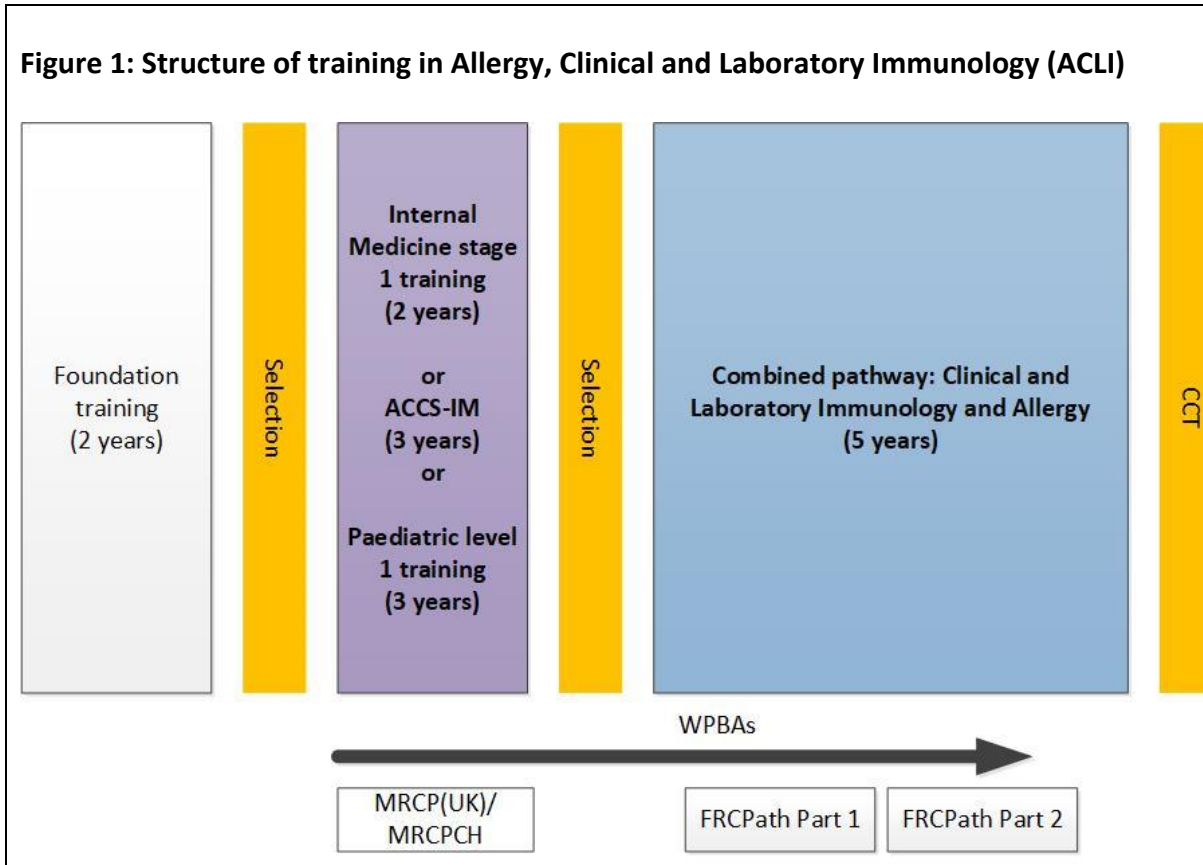 Figure 1: Structure of training in Allergy, Clinical and Laboratory Immunology (ACLI)
Foundation
training
(2 years)
Selection
Internal
Medicine stage
1 training
(2 years)
or
ACCS-IM
(3 years)
or
Paediatric level
1 training
(3 years)
Selection
Combined pathway: Clinical and
Laboratory Immunology and Allergy
(5 years)
CCT
WPBAs
MRCP(UK)/
MRCPCH
FRCPath Part 1
FRCPath Part 2